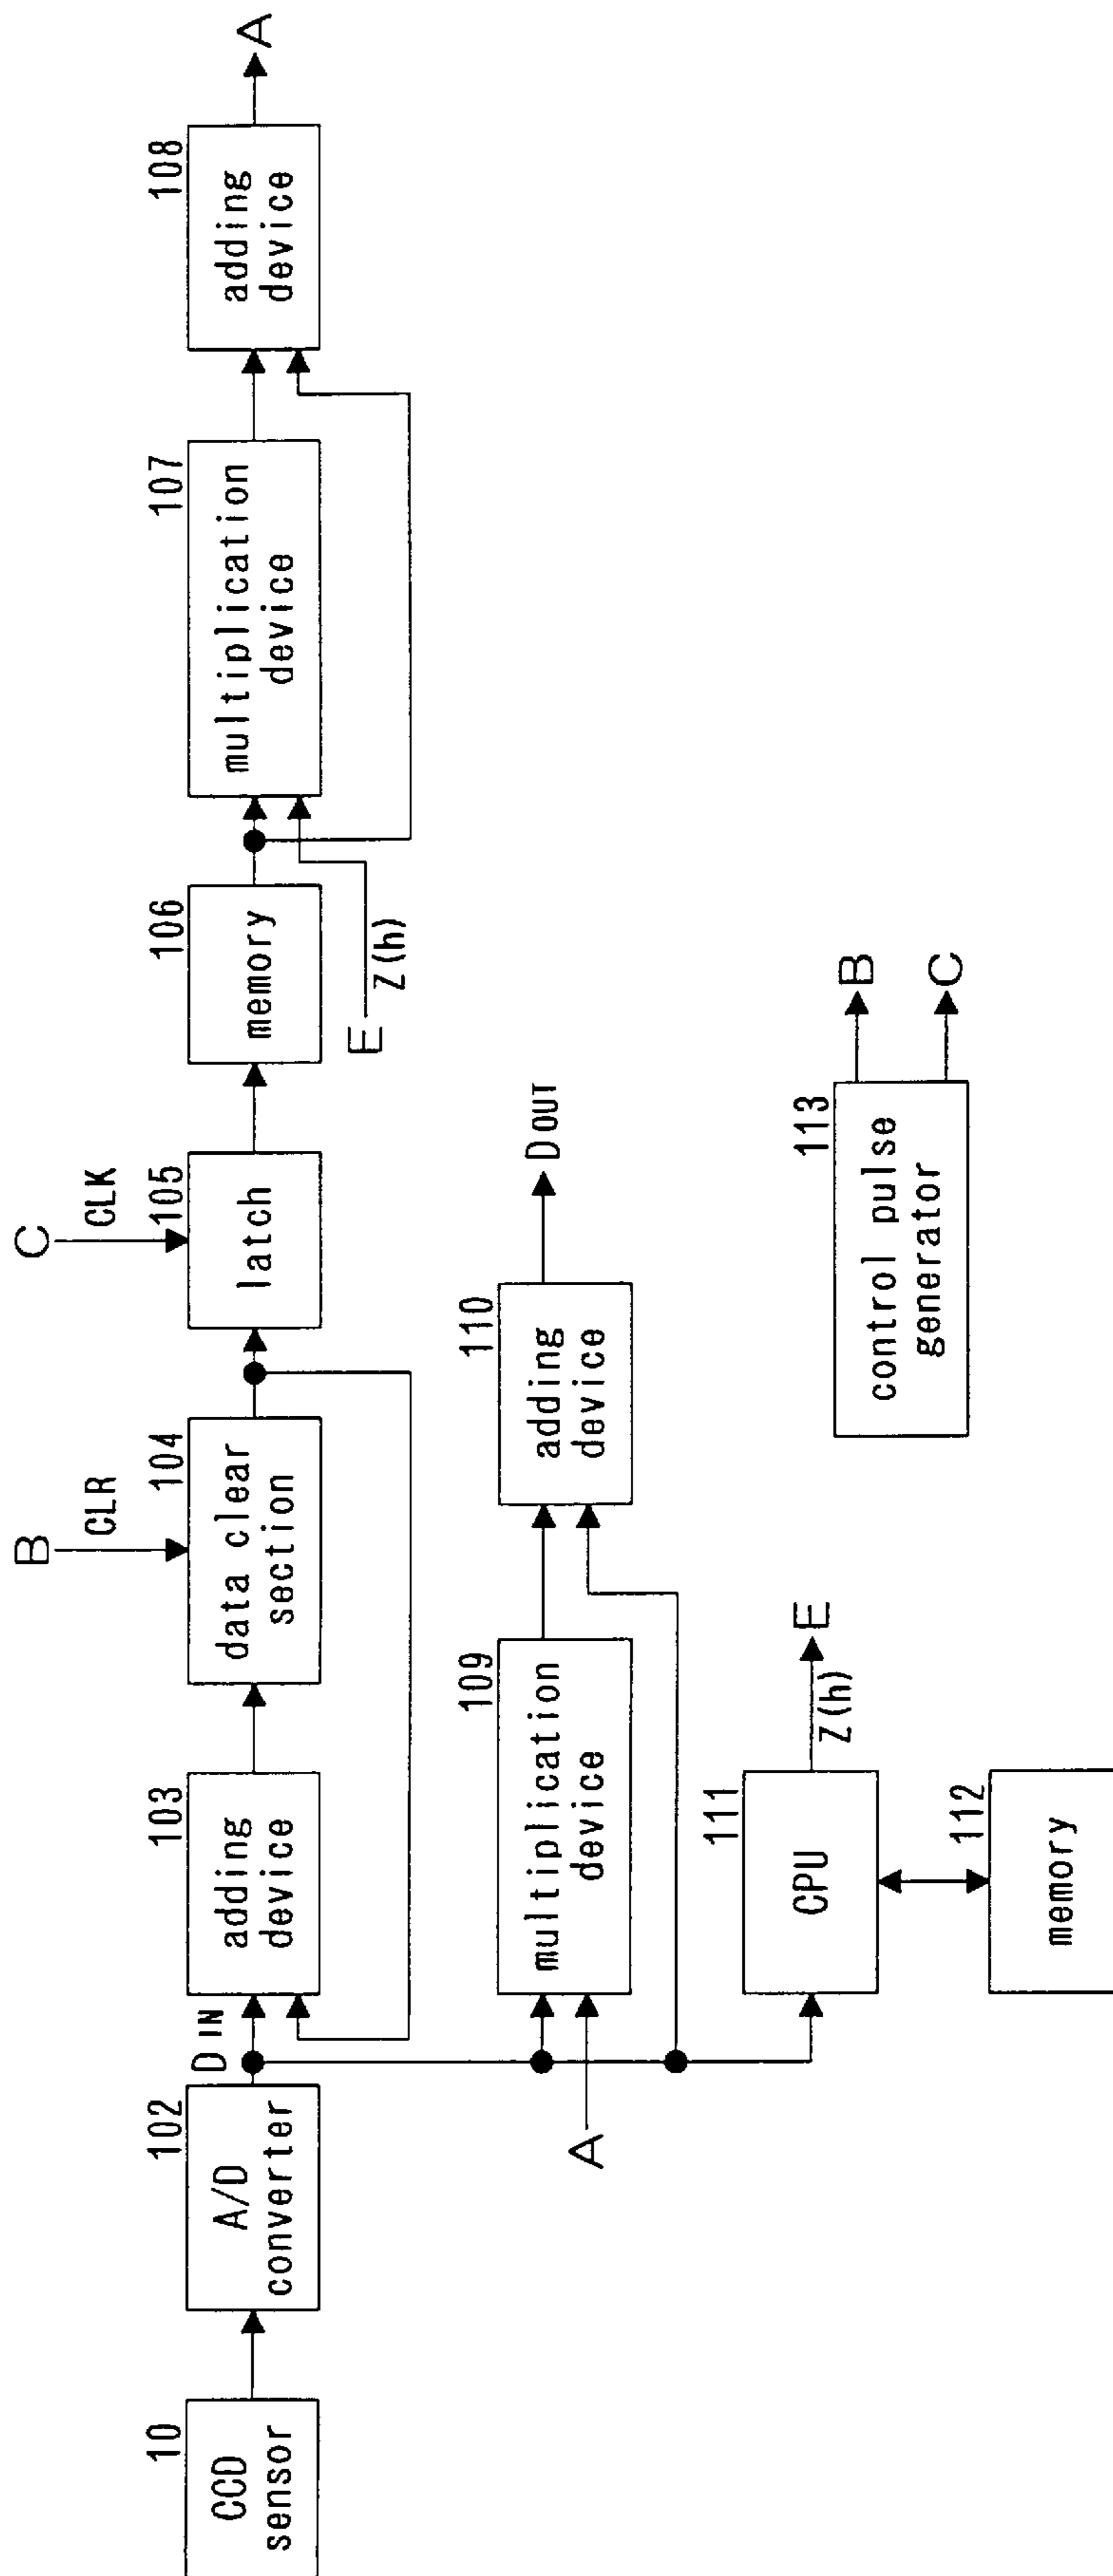 10
CCD
sensor
102
A/D
converter
D IN
103
adding
device
B
CLR
104
data clear
section
C
CLK
105
latch
106
memory
E
Z(h)
107
multiplication
device
108
adding
device
A
A
109
multiplication
device
110
adding
device
D OUT
111
CPU
Z(h)
E
112
memory
113
control pulse
generator
B
C